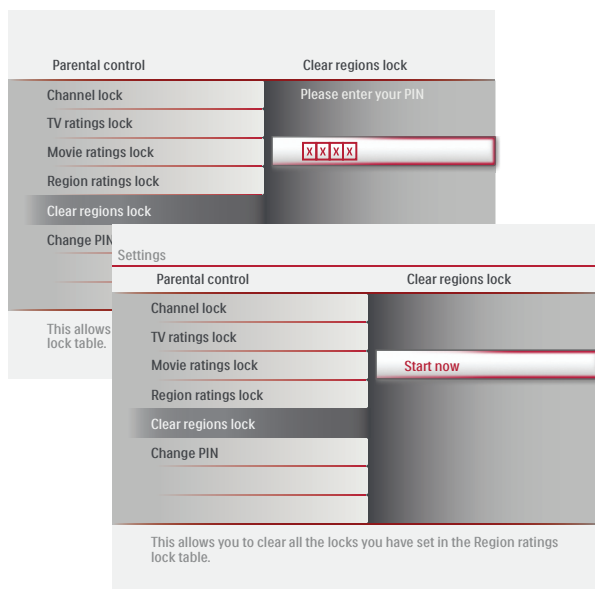 Parental control
Clear regions lock
Channel lock
Please enter your PIN
TV ratings lock
Movie ratings lock
X X X X
Region ratings lock
Clear regions lock
Change PIN
This allows
lock table.
Settings
Parental control
Clear regions lock
Channel lock
TV ratings lock
Movie ratings lock
Start now
Region ratings lock
Clear regions lock
Change PIN
This allows you to clear all the locks you have set in the Region ratings
lock table.